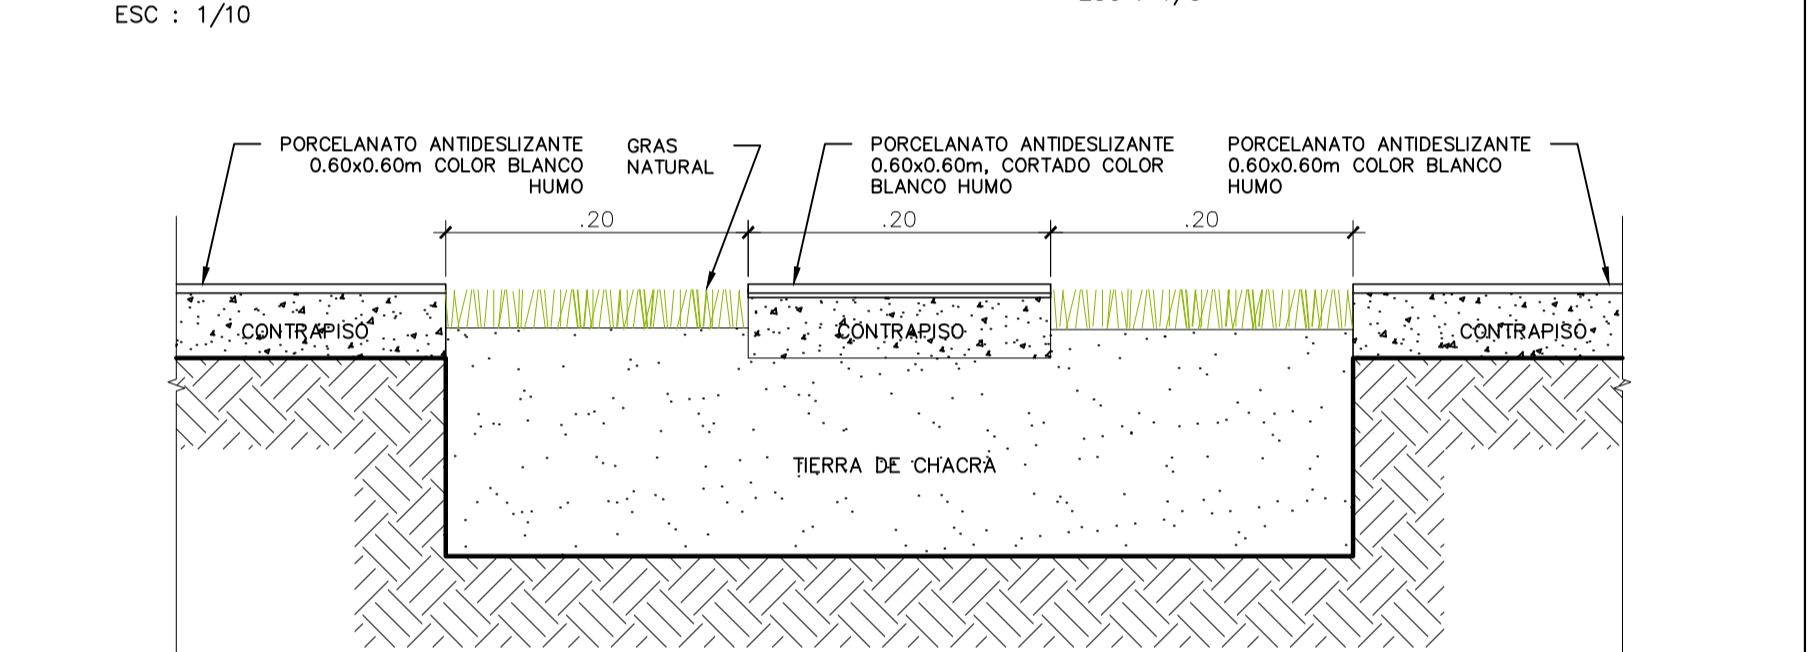 ESC : 1/10
PORCELANATO ANTIDESLIZANTE
0.60x0.60m COLOR BLANCO
HUMO
GRAS
NATURAL
PORCELANATO ANTIDESLIZANTE
0.60x0.60m, CORTADO COLOR
BLANCO HUMO
PORCELANATO ANTIDESLIZANTE
0.60x0.60m COLOR BLANCO
HUMO
.20
.20
.20
CONTRAPISO
CONTRAPISO
CONTRAPISO
TIERRA DE CHACRA